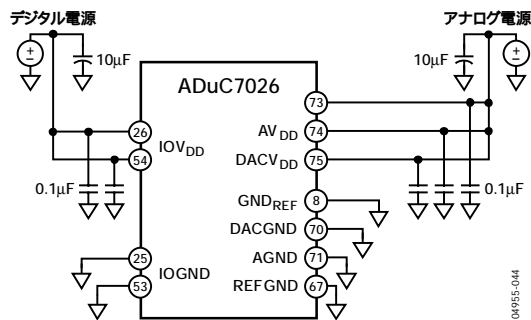 デジタル電源
アナログ電源
10µF
10µF
ADuC7026
73
26
IOVDD
AVDD
74
54
DACVDD
75
0.1µF
0.1µF
GNDREF
8
DACGND
70
25
IOGND
AGND
71
53
REFGND
67
04955-044